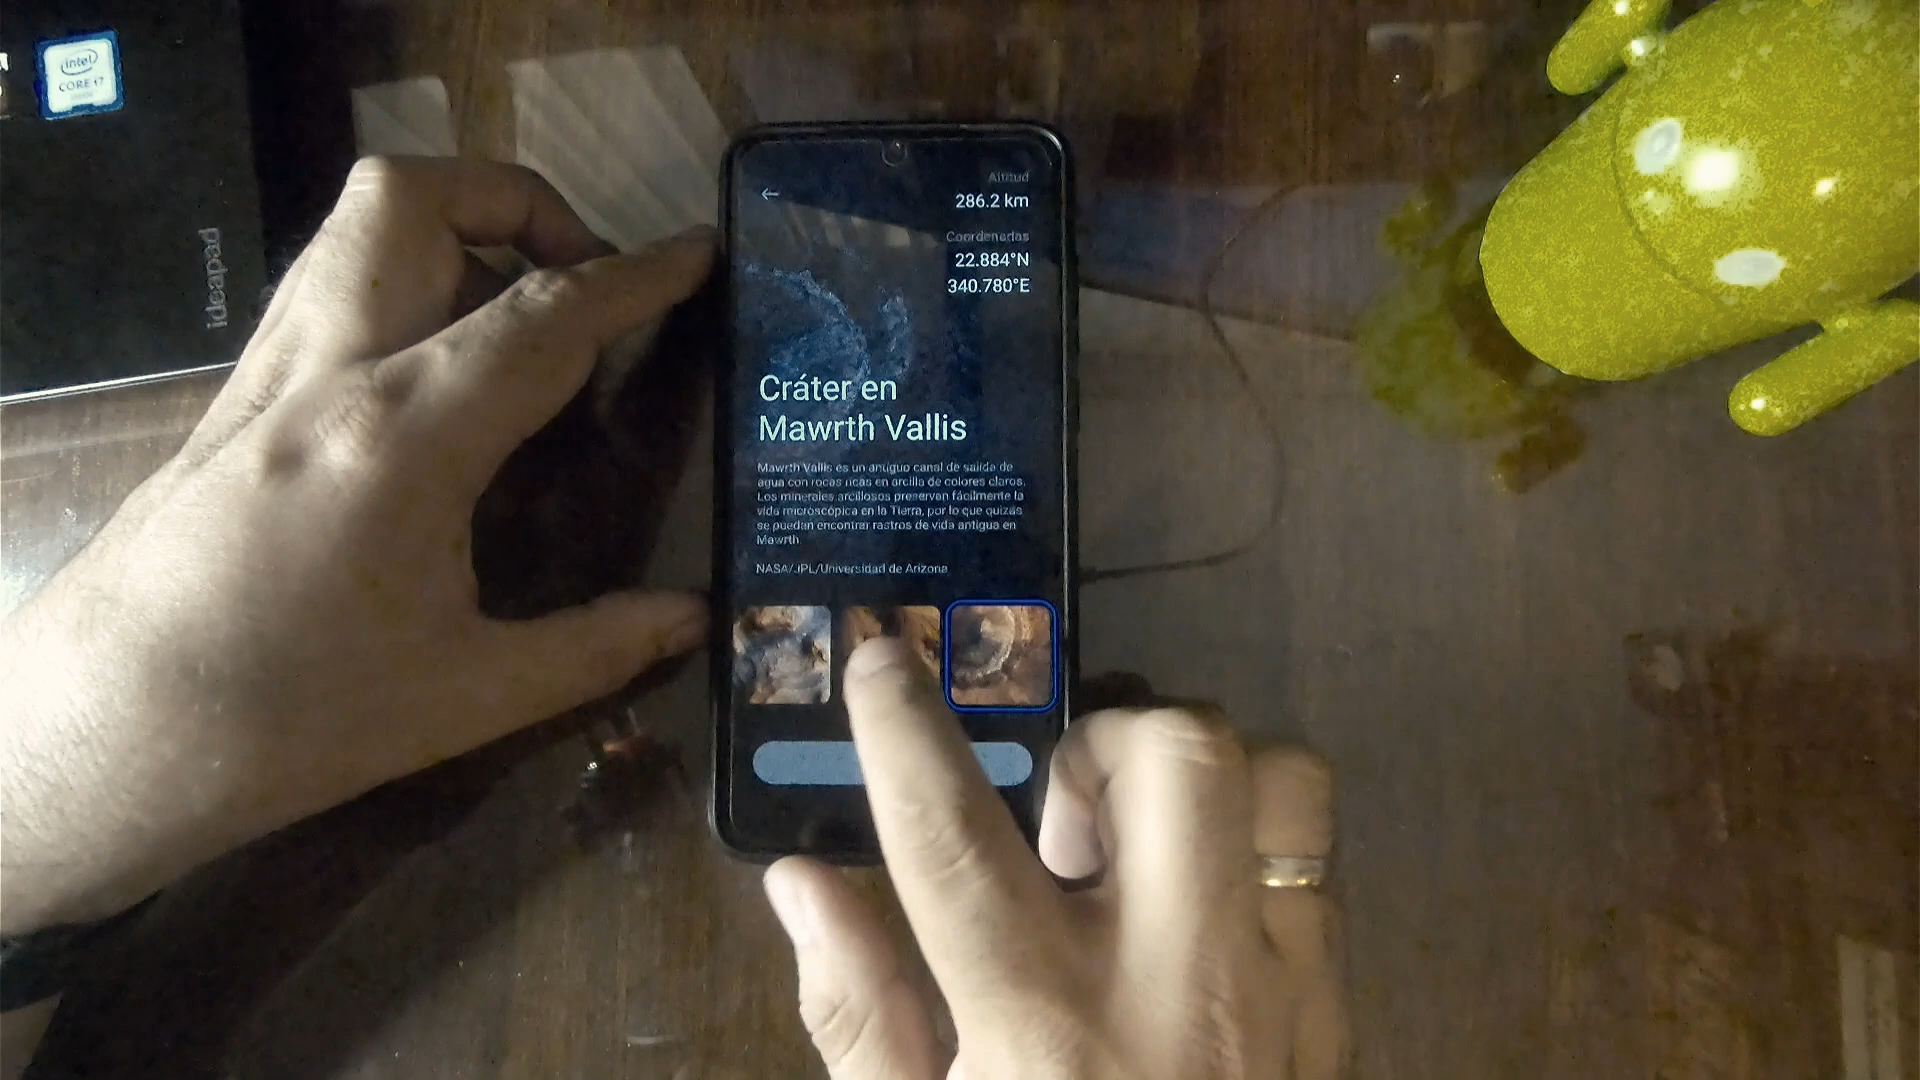 intel
CORE i7
ideapad
Altitud
286.2 km
Coordenadas
22.884°N
340.780°E
Cráter en
Mawrth Vallis
Mawrth Vallis es un antiguo canal de salida de
agua con rocas ricas en arcilla de colores claros.
Los minerales arcillosos preservan fácilmente la
vida microscópica en la Tierra, por lo que quizás
se puedan encontrar rastros de vida antigua en
Mawrth.
NASA/JPL/Universidad de Arizona